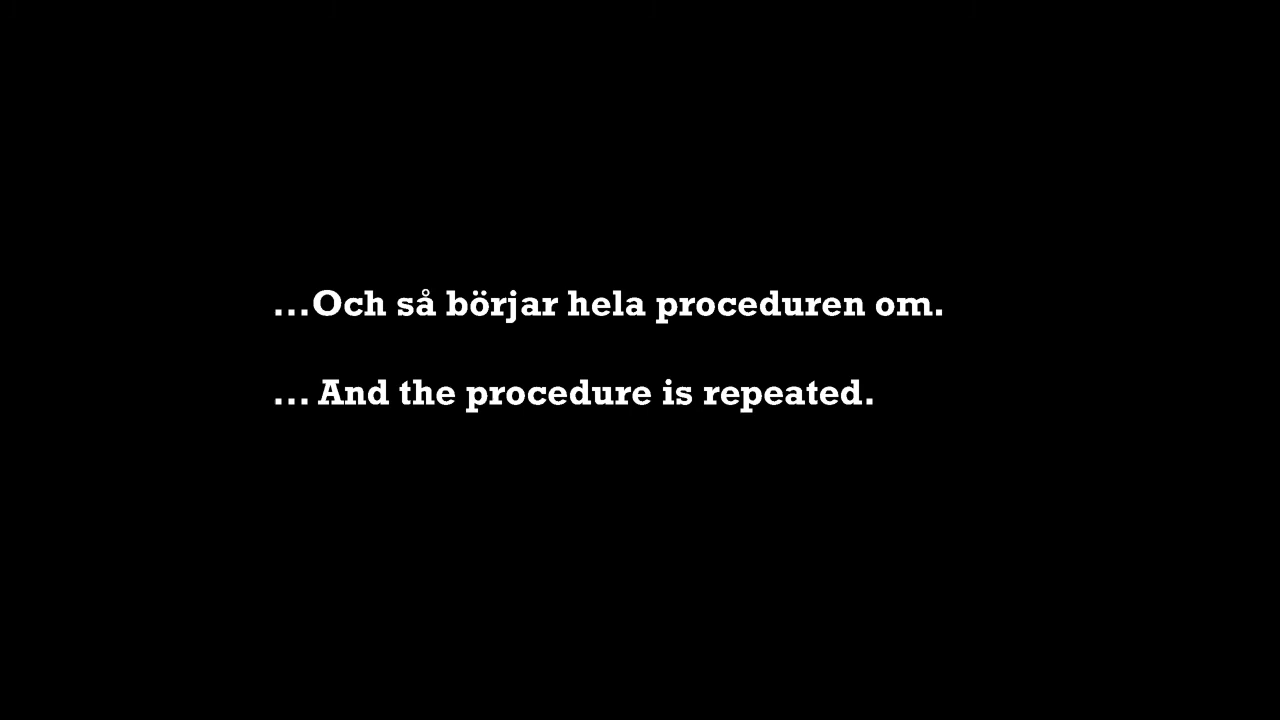 ...Och så börjar hela proceduren om.
... And the procedure is repeated.